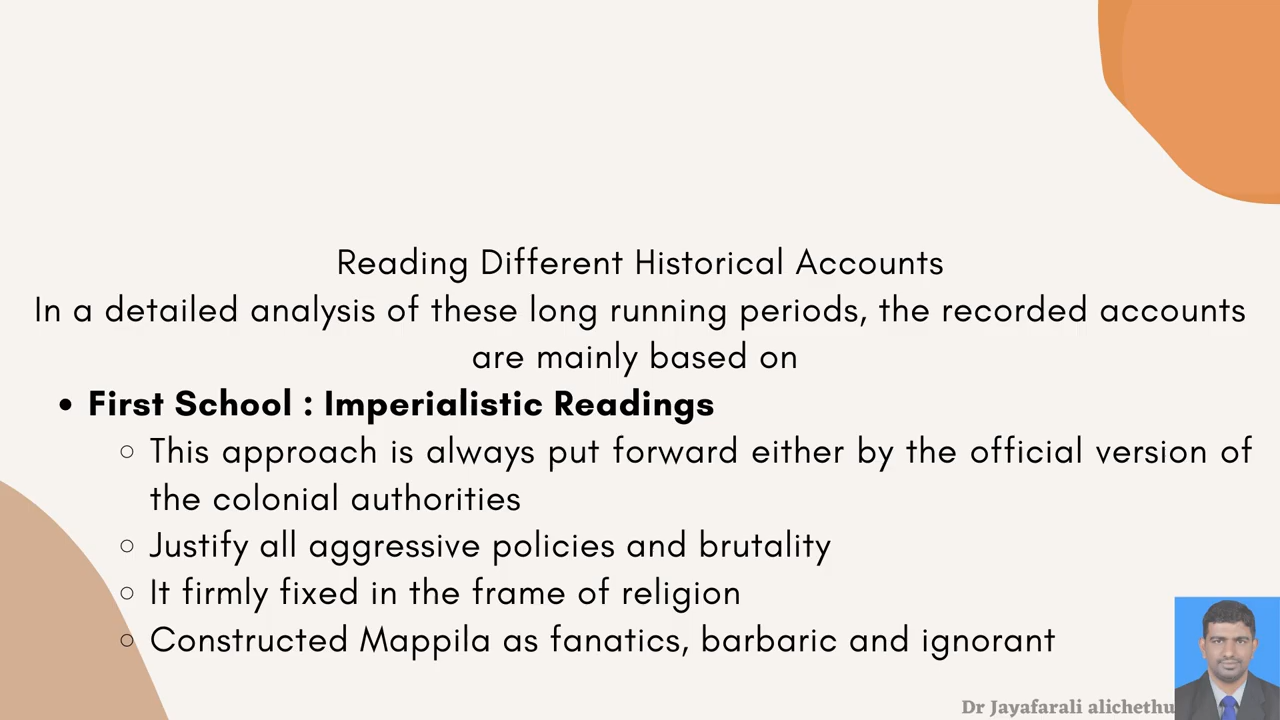 Reading Different Historical Accounts
In a detailed analysis of these long running periods, the recorded accounts
are mainly based on
• First School : Imperialistic Readings
○ This approach is always put forward either by the official version of
the colonial authorities
○ Justify all aggressive policies and brutality
○ It firmly fixed in the frame of religion
○ Constructed Mappila as fanatics, barbaric and ignorant
Dr Jayafarali